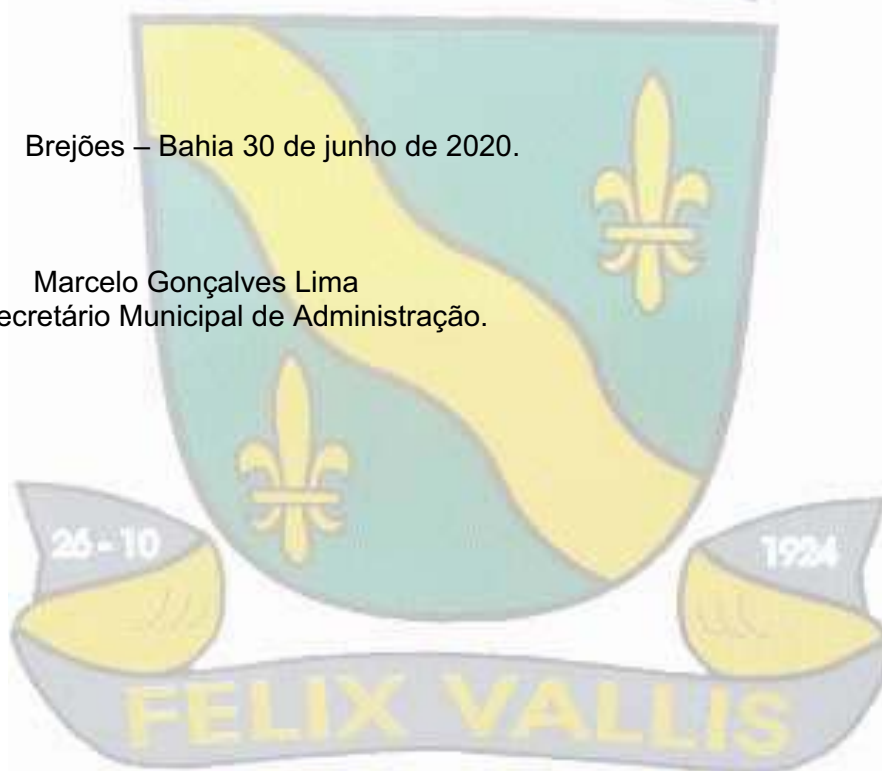 Brejões – Bahia 30 de junho de 2020.
Marcelo Gonçalves Lima
ecretário Municipal de Administração.
26-10
1924
FELIX VALLIS